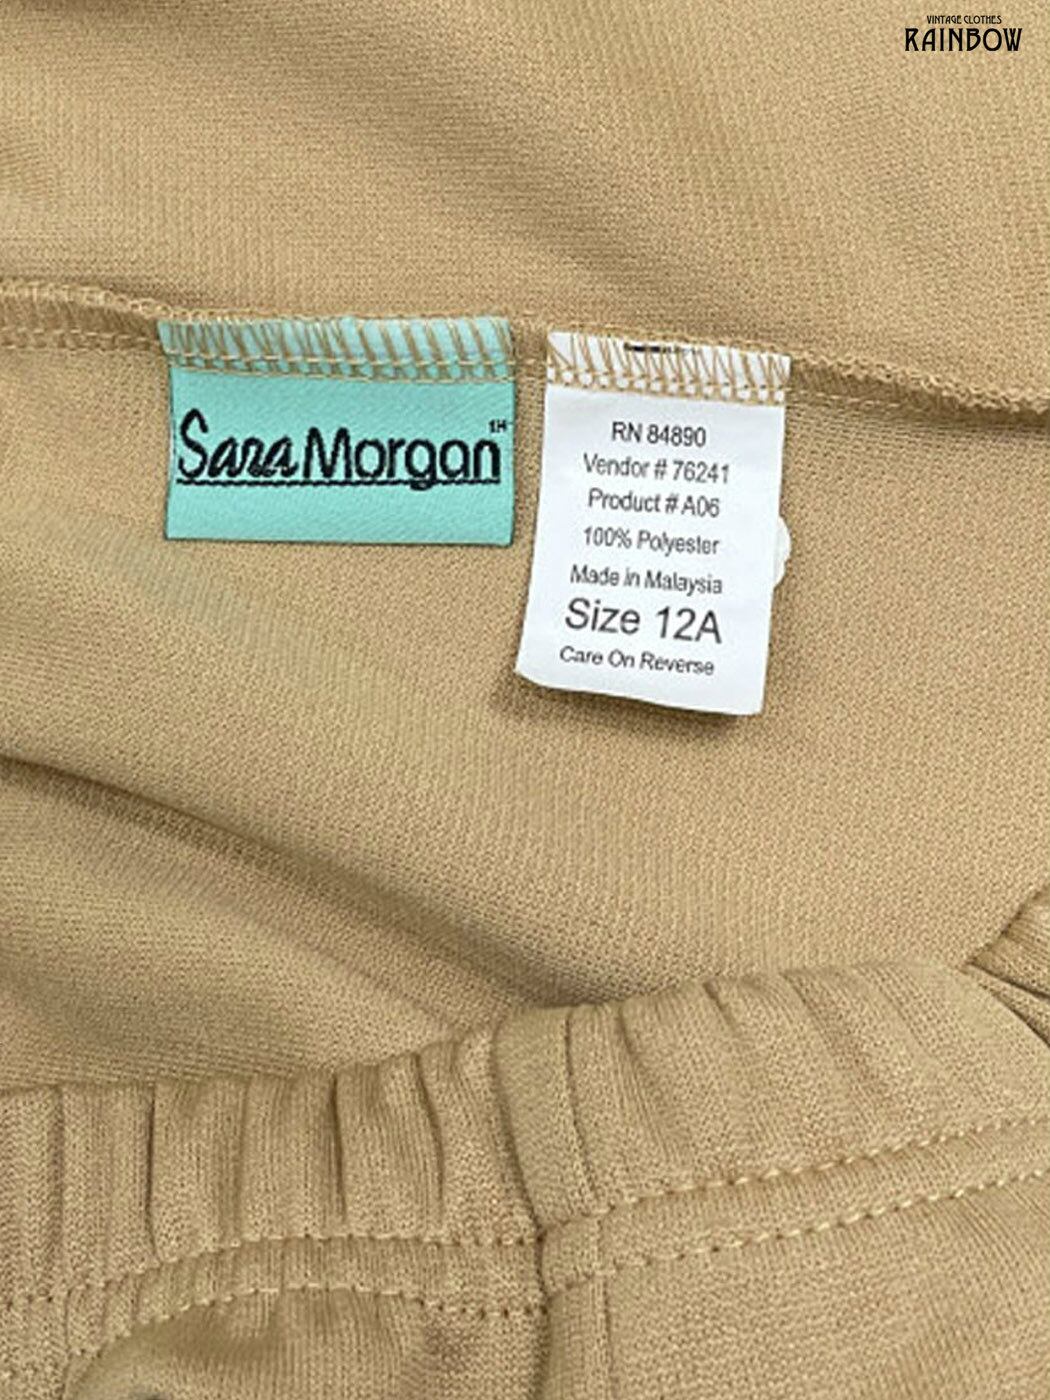 VINTAGE CLOTHES
RAINBOW
Sara Morgan
RN 84890
Vendor # 76241
Product # A06
100% Polyester
Made in Malaysia
Size 12A
Care On Reverse